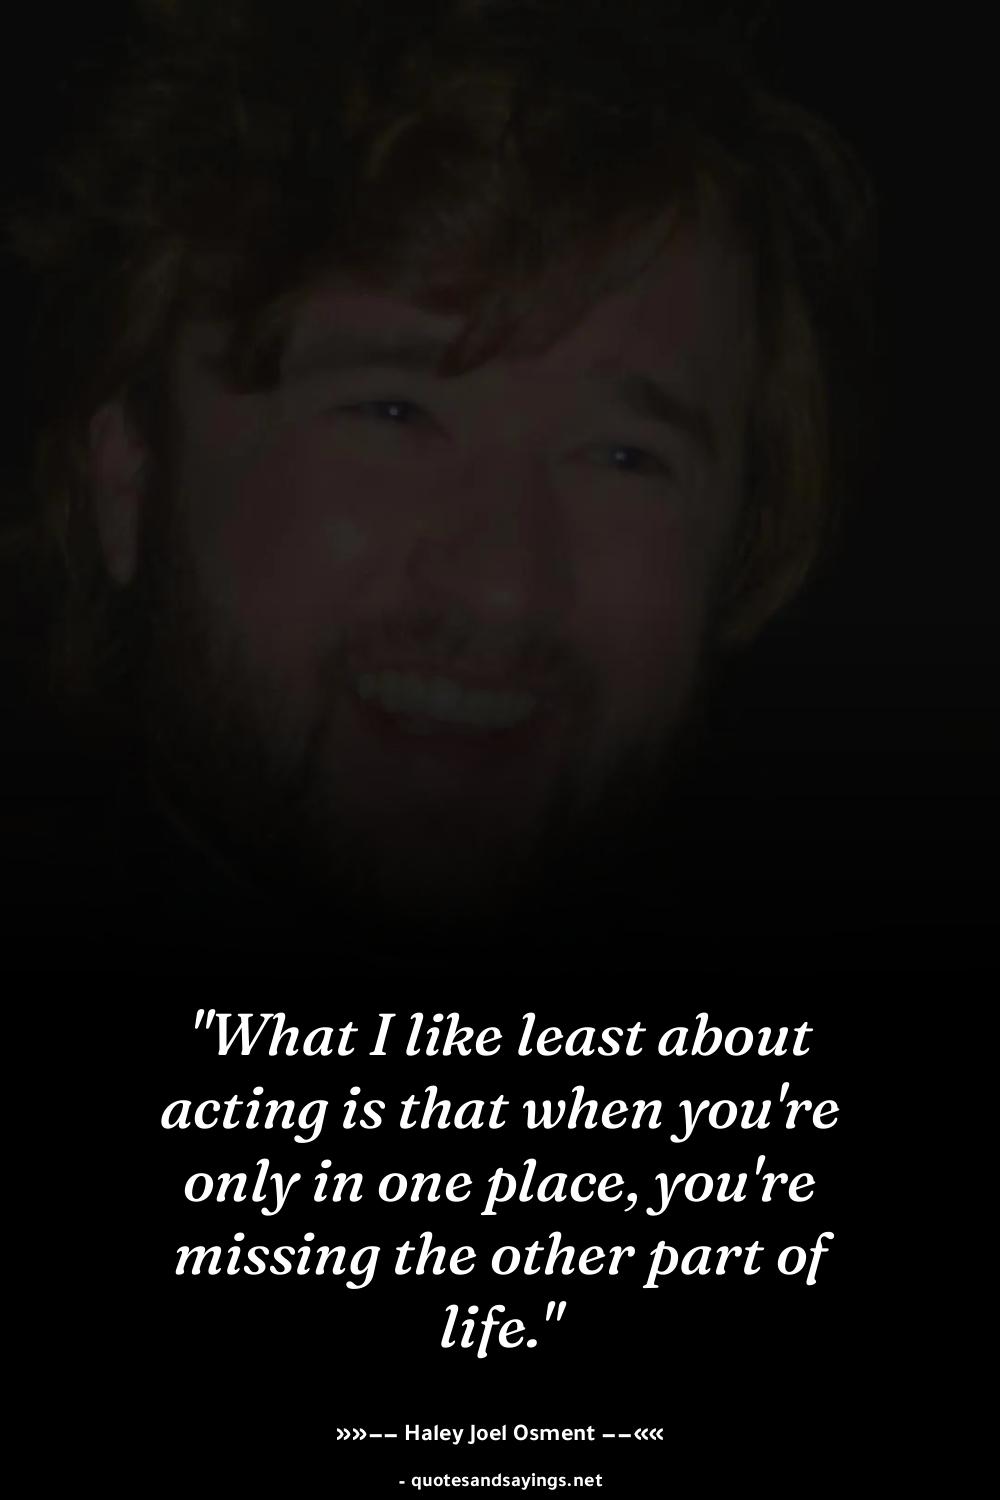 "What I like least about
acting is that when you're
only in one place, you're
missing the other part of
life."
»»–– Haley Joel Osment ––««
- quotesandsayings.net